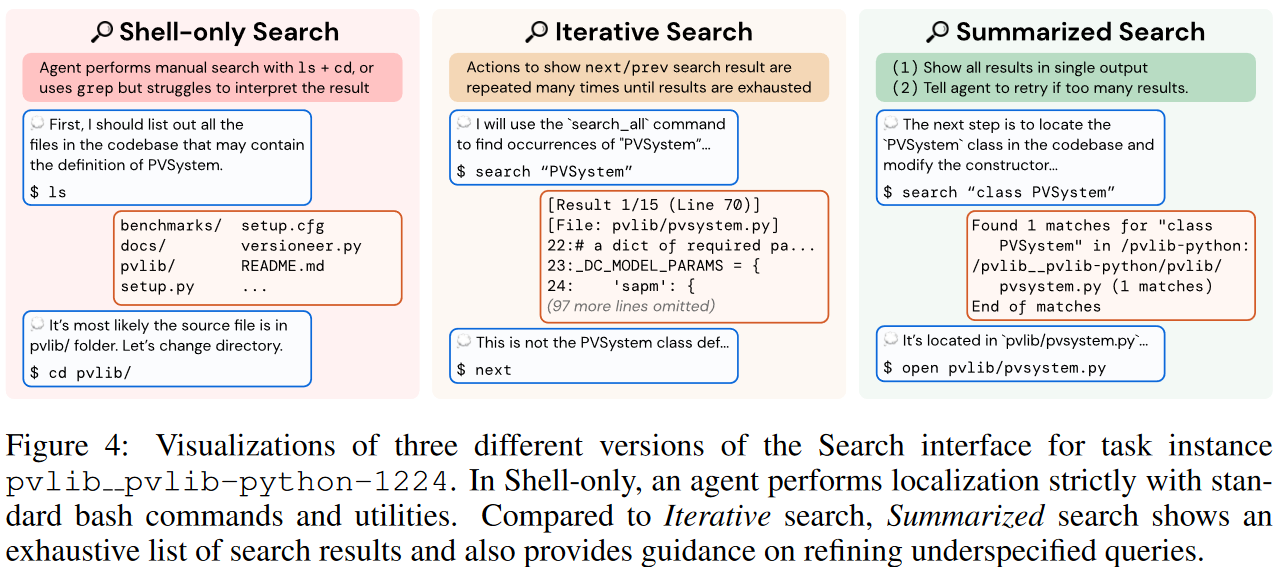 Shell-only Search
Agent performs manual search with ls + cd, or
uses grep but struggles to interpret the result
First, I should list out all the
files in the codebase that may contain
the definition of PVSystem.
$ ls
benchmarks/ setup.cfg
docs/ versioneer.py
pvlib/ README.md
setup.py ...
It's most likely the source file is in
pvlib/ folder. Let's change directory.
$ cd pvlib/
Iterative Search
Actions to show next/prev search result are
repeated many times until results are exhausted
I will use the `search_all` command
to find occurrences of "PVSystem"...
$ search “PVSystem”
[Result 1/15 (Line 70)]
[File: pvlib/pvsystem.py]
22:# a dict of required pa...
23:_DC_MODEL_PARAMS = {
24: 'sapm': {
(97 more lines omitted)
This is not the PVSystem class def...
$ next
Summarized Search
(1) Show all results in single output
(2) Tell agent to retry if too many results.
The next step is to locate the
`PVSystem` class in the codebase and
modify the constructor...
$ search “class PVSystem”
Found 1 matches for "class
PVSystem" in /pvlib-python:
/pvlib__pvlib-python/pvlib/
pvsystem.py (1 matches)
End of matches
It's located in `pvlib/pvsystem.py`...
$ open pvlib/pvsystem.py
Figure 4: Visualizations of three different versions of the Search interface for task instance
pvlib__pvlib-python-1224. In Shell-only, an agent performs localization strictly with stan-
dard bash commands and utilities. Compared to Iterative search, Summarized search shows an
exhaustive list of search results and also provides guidance on refining underspecified queries.